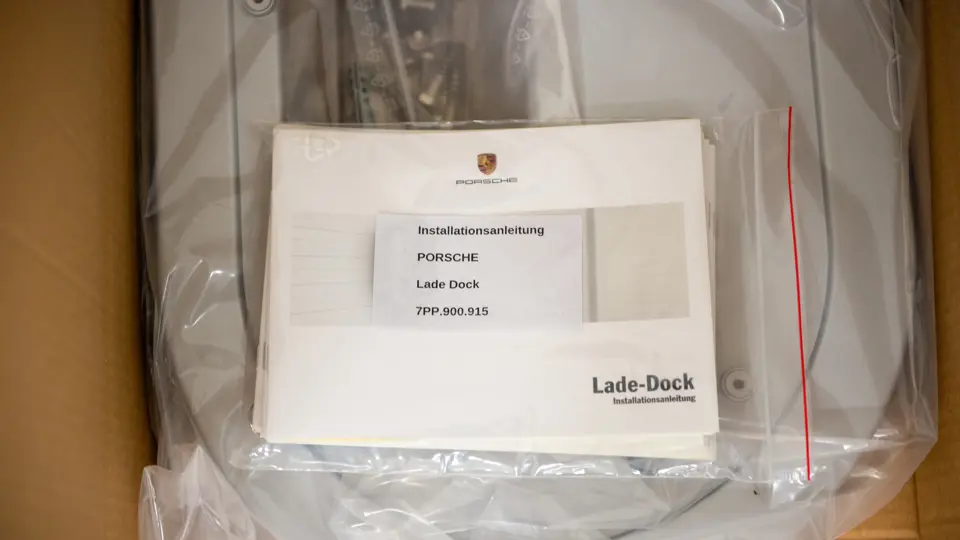 PORSCHE
Installationsanleitung
PORSCHE
Lade Dock
7PP.900.915
Lade-Dock
Installationsanleitung